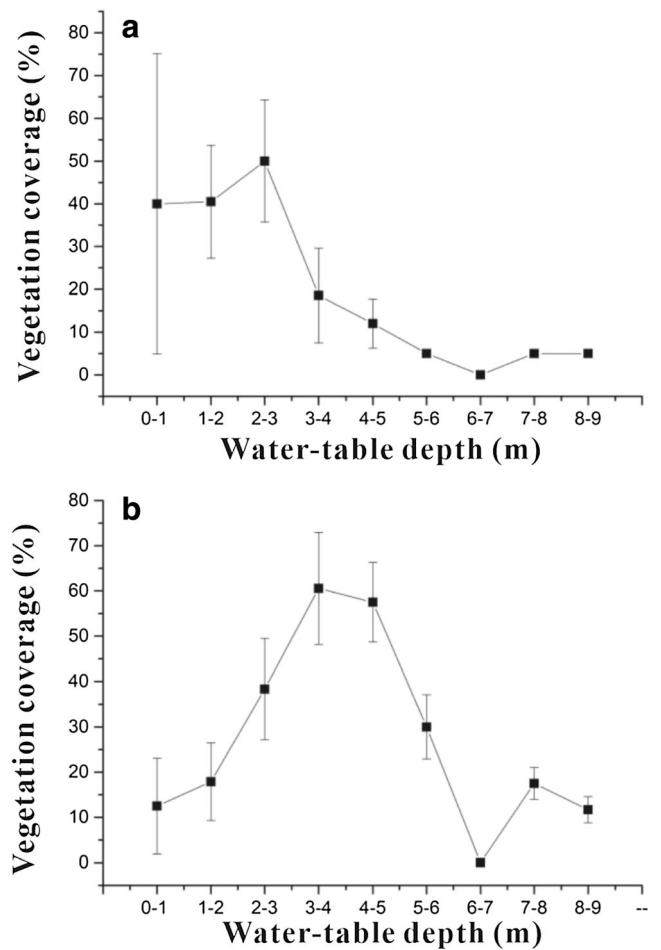 a
Vegetation coverage (%)
80
70
60
50
40
30
20
10
0
0-1 1-2 2-3 3-4 4-5 5-6 6-7 7-8 8-9
Water-table depth (m)
b
Vegetation coverage (%)
80
70
60
50
40
30
20
10
0
0-1 1-2 2-3 3-4 4-5 5-6 6-7 7-8 8-9 --
Water-table depth (m)